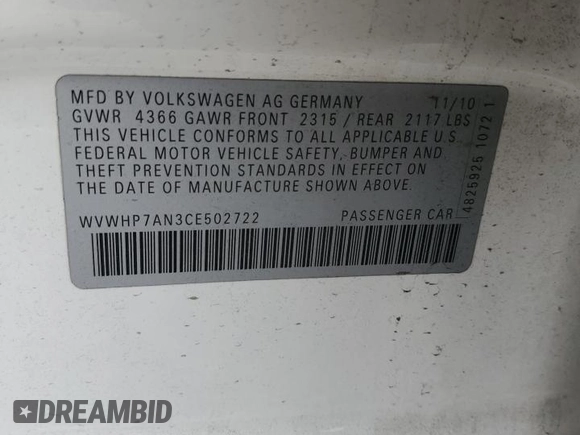 MFD BY VOLKSWAGEN AG GERMANY 11/10
GVWR 4366 GAWR FRONT 2315 / REAR 2117 LBS
THIS VEHICLE CONFORMS TO ALL APPLICABLE U.S.
FEDERAL MOTOR VEHICLE SAFETY, BUMPER AND
THEFT PREVENTION STANDARDS IN EFFECT ON
THE DATE OF MANUFACTURE SHOWN ABOVE.
WVWHP7AN3CE502722 PASSENGER CAR
4825925 1072 1
DREAMBID